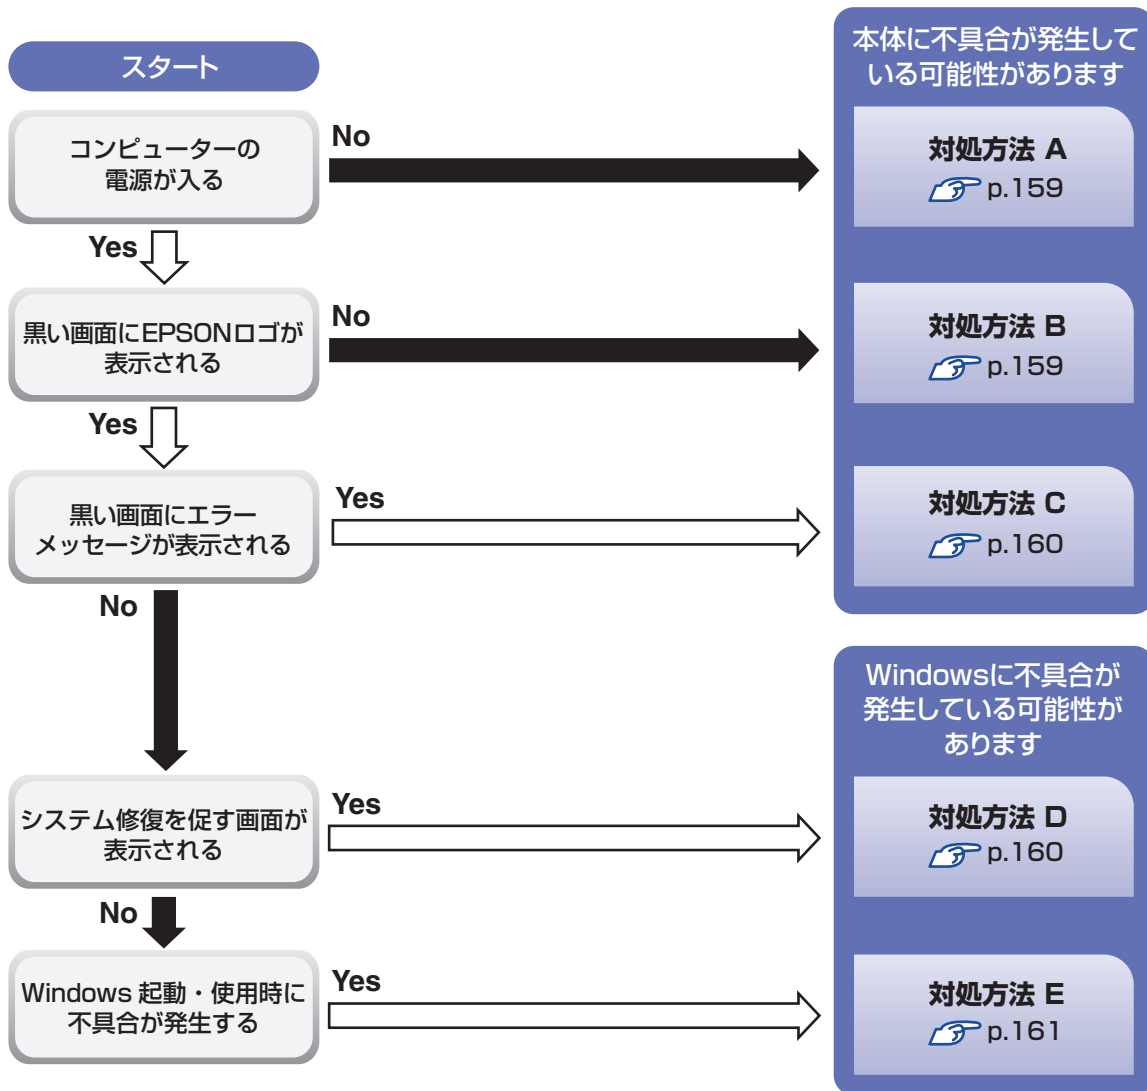 スタート
コンピューターの
電源が入る
No
本体に不具合が発生して
いる可能性があります
対処方法 A
p.159
Yes
黒い画面にEPSONロゴが
表示される
No
対処方法 B
p.159
Yes
黒い画面にエラー
メッセージが表示される
Yes
対処方法 C
p.160
No
Windowsに不具合が
発生している可能性が
あります
システム修復を促す画面が
表示される
Yes
対処方法 D
p.160
No
Windows 起動・使用時に
不具合が発生する
Yes
対処方法 E
p.161